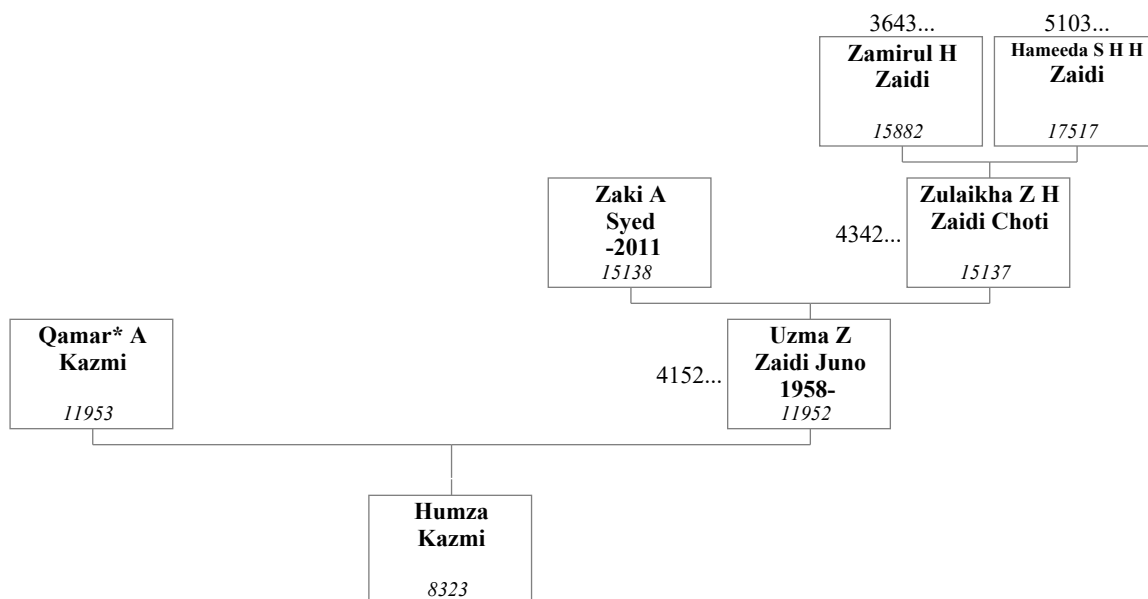 3643...
5103...
Zamirul H
Zaidi
15882
Hameeda S H H
Zaidi
17517
Zaki A
Syed
-2011
15138
4342...
Zulaikha Z H
Zaidi Choti
15137
Qamar* A
Kazmi
11953
4152...
Uzma Z
Zaidi Juno
1958-
11952
Humza
Kazmi
8323